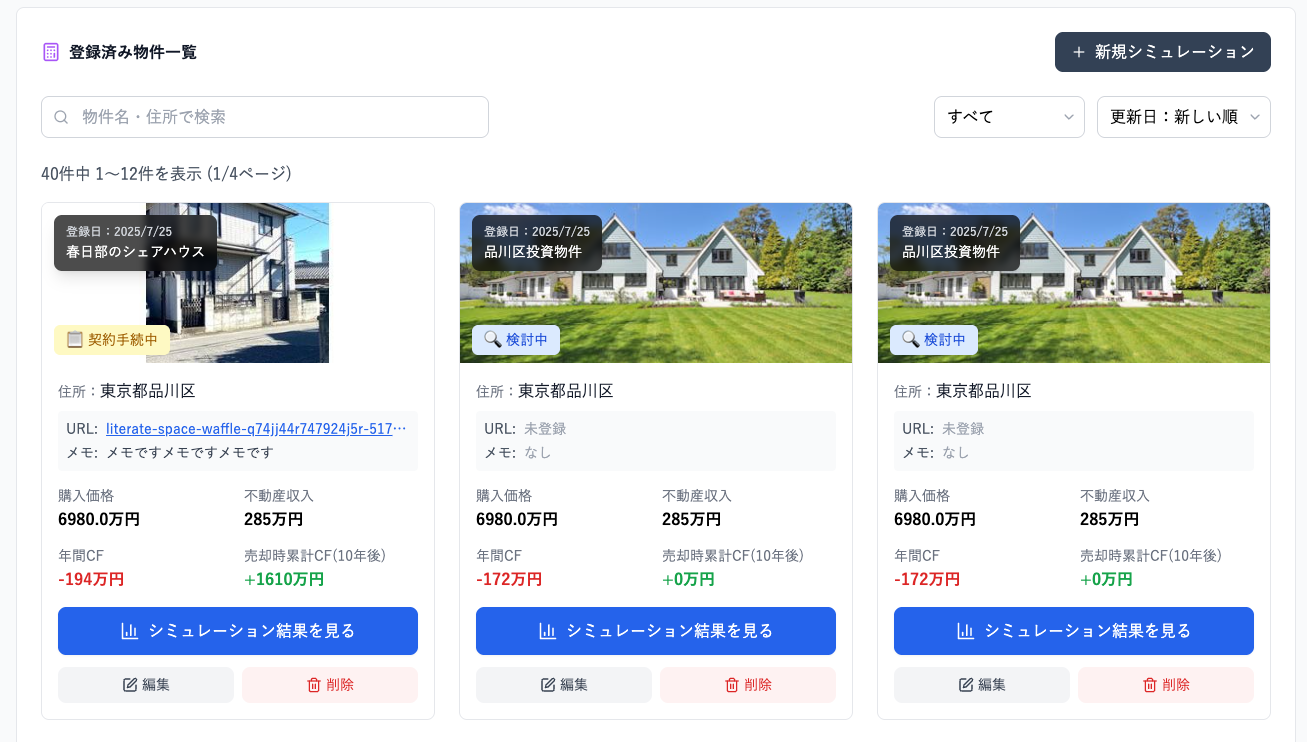 登録済み物件一覧
+ 新規シミュレーション
物件名・住所で検索
すべて
更新日：新しい順
40件中 1〜12件を表示 (1/4ページ)
登録日：2025/7/25
春日部のシェアハウス
契約手続中
住所：東京都品川区
URL: literate-space-waffle-q74jj44r747924j5r-517…
メモ: メモですメモですメモです
購入価格
6980.0万円
不動産収入
285万円
年間CF
-194万円
売却時累計CF(10年後)
+1610万円
シミュレーション結果を見る
編集
削除
登録日：2025/7/25
品川区投資物件
検討中
住所：東京都品川区
URL: 未登録
メモ: なし
購入価格
6980.0万円
不動産収入
285万円
年間CF
-172万円
売却時累計CF(10年後)
+0万円
シミュレーション結果を見る
編集
削除
登録日：2025/7/25
品川区投資物件
検討中
住所：東京都品川区
URL: 未登録
メモ: なし
購入価格
6980.0万円
不動産収入
285万円
年間CF
-172万円
売却時累計CF(10年後)
+0万円
シミュレーション結果を見る
編集
削除